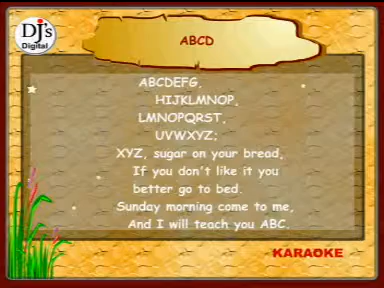 Dj's
Digital
ABCD
ABCDEFG,
HIJKLMNOP,
LMNOPQRST,
UVWXYZ;
XYZ, sugar on your bread,
If you don't like it you
better go to bed.
Sunday morning come to me,
And I will teach you ABC.
KARAOKE